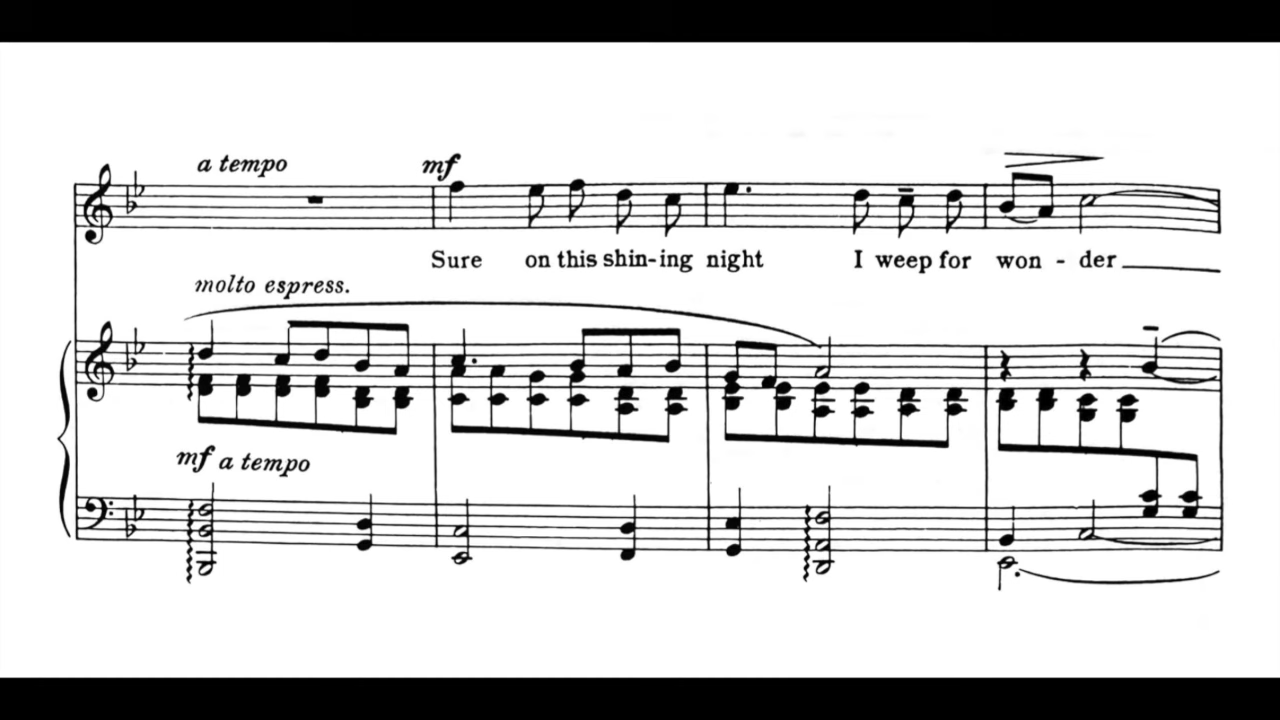 a tempo mf
Sure on this shin-ing night I weep for won - der
molto espress.
mf a tempo